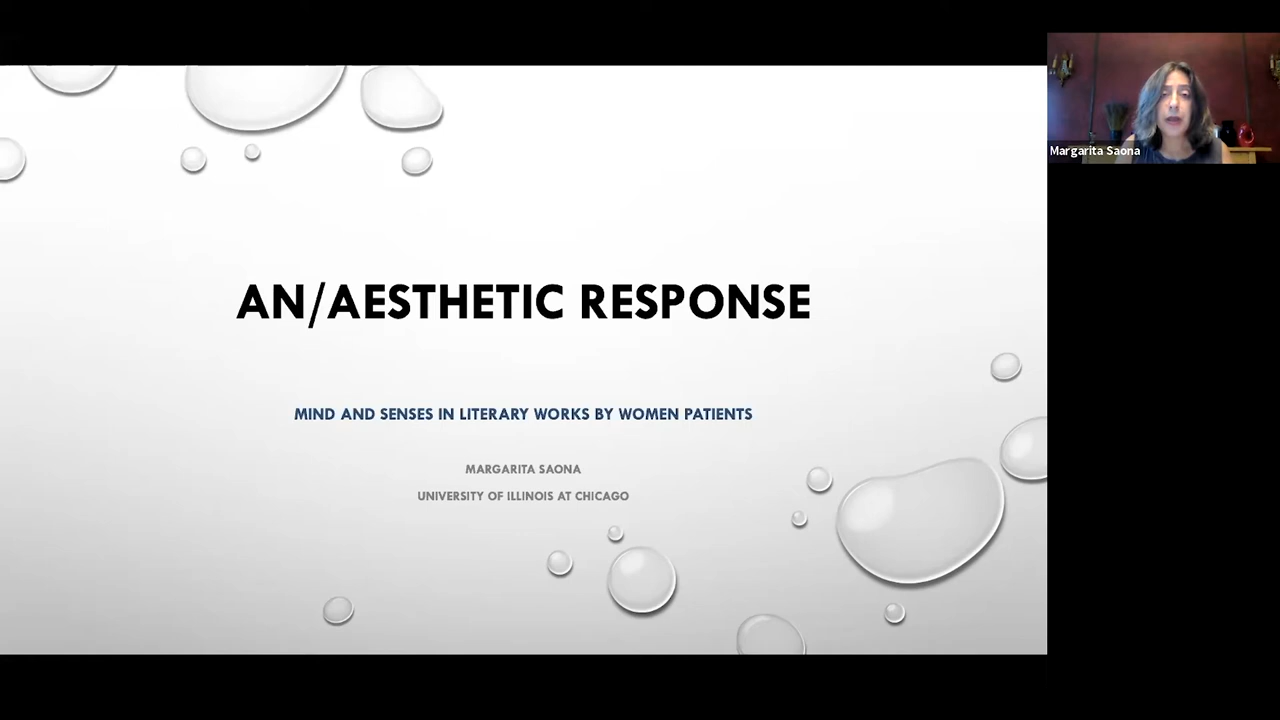 AN/AESTHETIC RESPONSE
MIND AND SENSES IN LITERARY WORKS BY WOMEN PATIENTS
MARGARITA SAONA
UNIVERSITY OF ILLINOIS AT CHICAGO
Margarita Saona